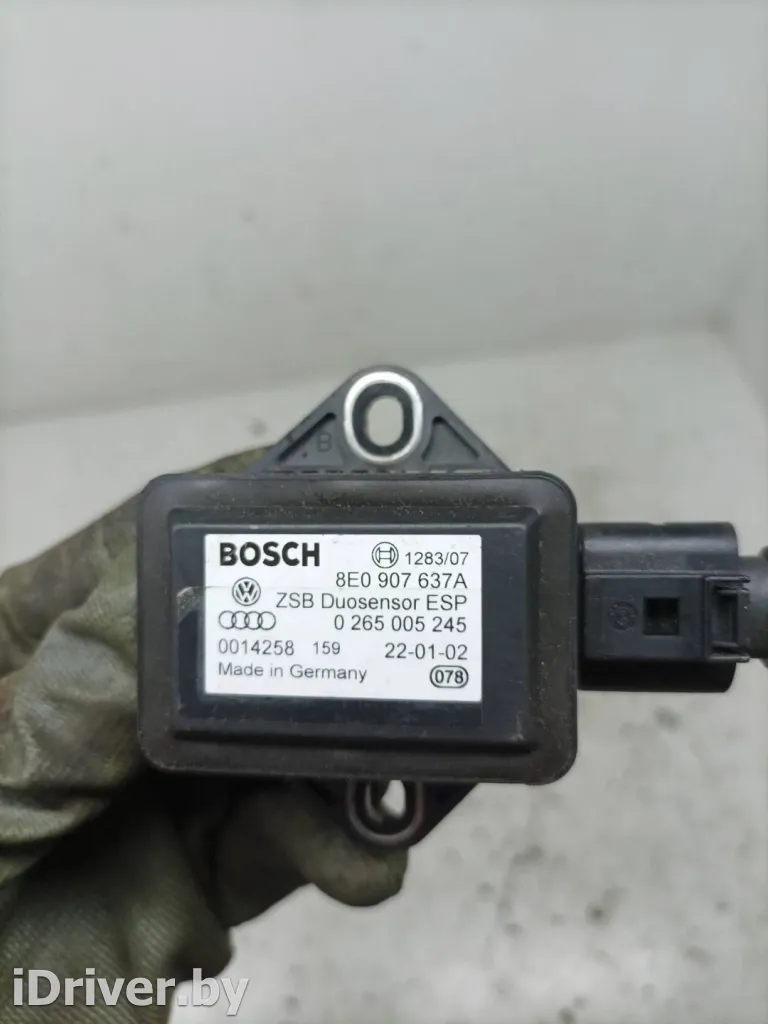 B
BOSCH 1283/07
8E0 907 637A
ZSB Duosensor ESP
0 265 005 245
0014258 159 22-01-02
Made in Germany 078
iDriver.by